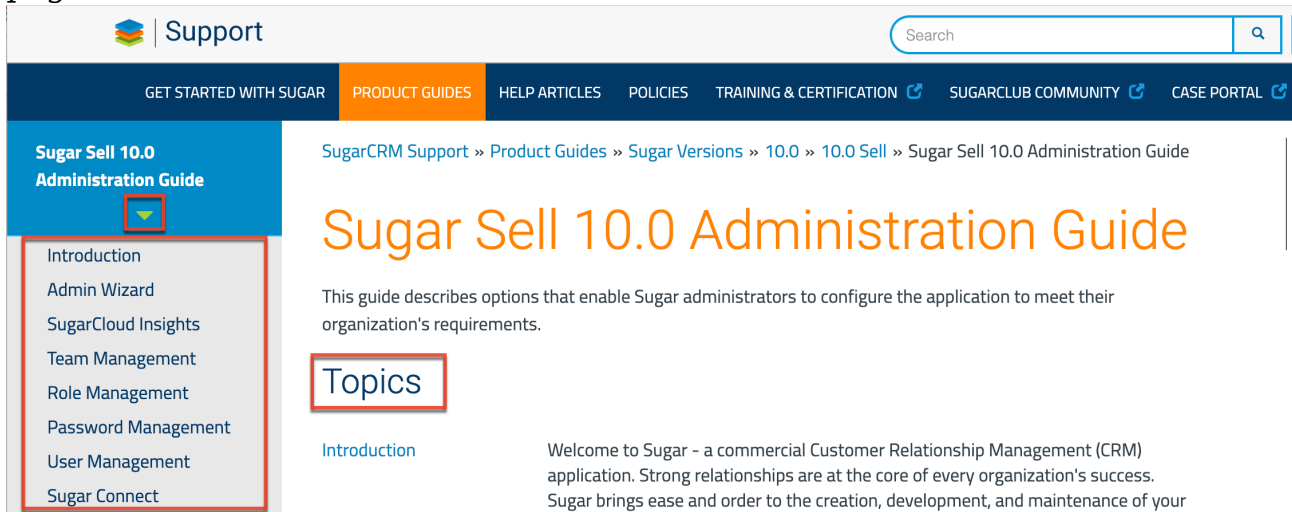 Support
Search
GET STARTED WITH SUGAR PRODUCT GUIDES HELP ARTICLES POLICIES TRAINING & CERTIFICATION SUGARCLUB COMMUNITY CASE PORTAL
Sugar Sell 10.0
Administration Guide
Introduction
Admin Wizard
SugarCloud Insights
Team Management
Role Management
Password Management
User Management
Sugar Connect
SugarCRM Support » Product Guides » Sugar Versions » 10.0 » 10.0 Sell » Sugar Sell 10.0 Administration Guide
Sugar Sell 10.0 Administration Guide
This guide describes options that enable Sugar administrators to configure the application to meet their
organization's requirements.
Topics
Introduction
Welcome to Sugar - a commercial Customer Relationship Management (CRM)
application. Strong relationships are at the core of every organization's success.
Sugar brings ease and order to the creation, development, and maintenance of your